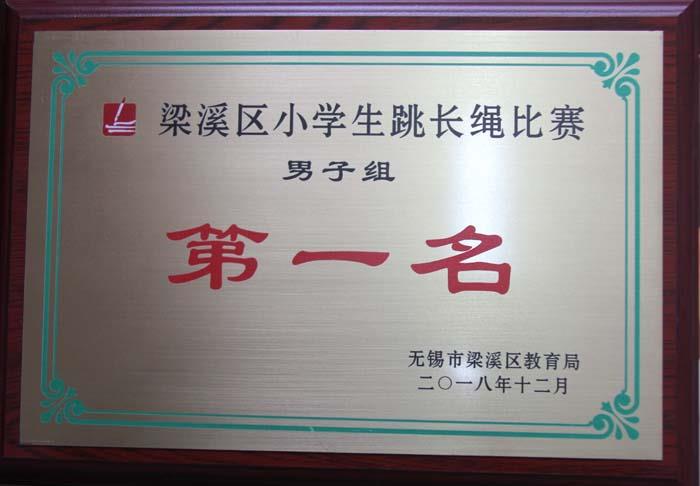 梁溪区小学生跳长绳比赛
男子组
第一名
无锡市梁溪区教育局
二〇一八年十二月